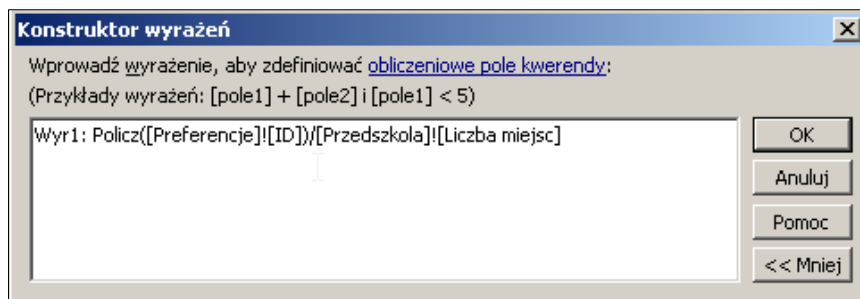 Konstruktor wyrażeń
Wprowadź wyrażenie, aby zdefiniować obliczeniowe pole kwerendy:
(Przykłady wyrażeń: [pole1] + [pole2] i [pole1] < 5)
Wyr1: Policz([Preferencje]![ID])/[Przedszkola]![Liczba miejsc]
OK
Anuluj
Pomoc
<< Mniej